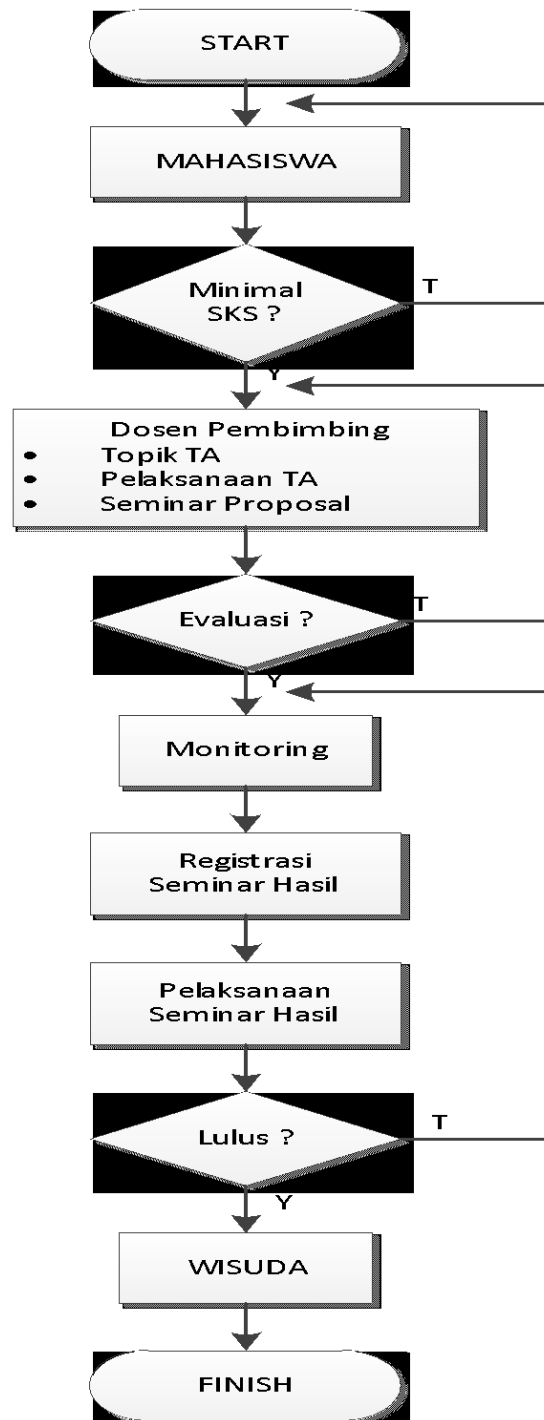 START
MAHASISWA
Minimal
SKS ?
T
Y
Dosen Pembimbing
• Topik TA
• Pelaksanaan TA
• Seminar Proposal
Evaluasi ?
T
Y
Monitoring
Registrasi
Seminar Hasil
Pelaksanaan
Seminar Hasil
Lulus ?
T
Y
WISUDA
FINISH